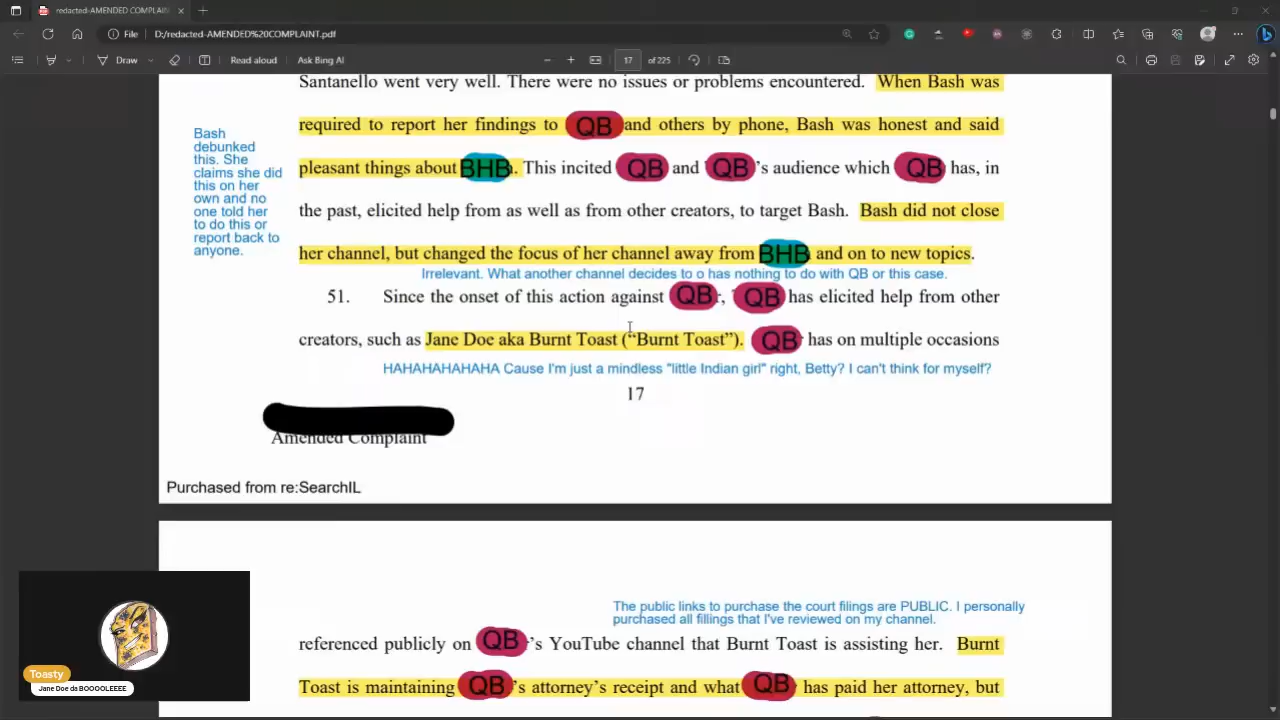 redacted-AMENDED COMPLAIN
File D:/redacted-AMENDED%20COMPLAINT.pdf
Draw Read aloud Ask Bing AI 17 of 225
Santanello went very well. There were no issues or problems encountered. When Bash was
required to report her findings to QB and others by phone, Bash was honest and said
pleasant things about BHB. This incited QB and QB's audience which QB has, in
the past, elicited help from as well as from other creators, to target Bash. Bash did not close
her channel, but changed the focus of her channel away from BHB and on to new topics.
Bash
debunked
this. She
claims she did
this on her
own and no
one told her
to do this or
report back to
anyone.
Irrelevant. What another channel decides to o has nothing to do with QB or this case.
51. Since the onset of this action against QB, QB has elicited help from other
creators, such as Jane Doe aka Burnt Toast (“Burnt Toast”). QB has on multiple occasions
HAHAHAHAHAHA Cause I'm just a mindless "little Indian girl" right, Betty? I can't think for myself?
17
Amended Complaint
Purchased from re:SearchIL
The public links to purchase the court filings are PUBLIC. I personally
purchased all fillings that I've reviewed on my channel.
referenced publicly on QB's YouTube channel that Burnt Toast is assisting her. Burnt
Toast is maintaining QB's attorney's receipt and what QB has paid her attorney, but
Toasty
Jane Doe da BOOOOLEEEE